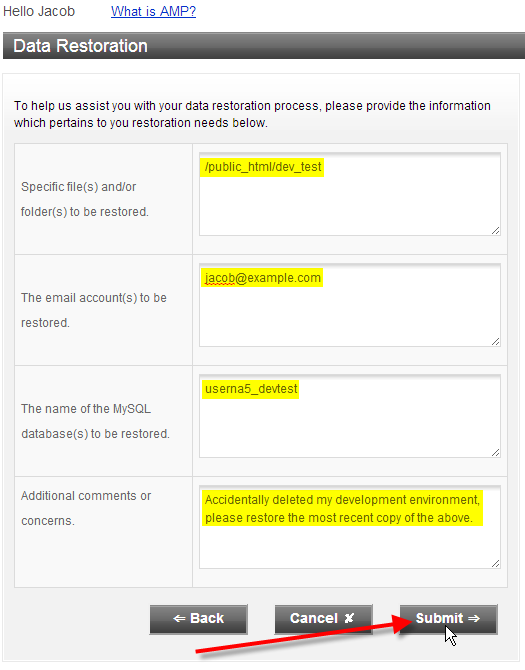 Hello Jacob What is AMP?
Data Restoration
To help us assist you with your data restoration process, please provide the information
which pertains to you restoration needs below.
Specific file(s) and/or
folder(s) to be restored.
/public_html/dev_test
The email account(s) to be
restored.
jacob@example.com
The name of the MySQL
database(s) to be restored.
userna5_devtest
Additional comments or
concerns.
Accidentally deleted my development environment,
please restore the most recent copy of the above.
⇐ Back Cancel ✘ Submit ⇒